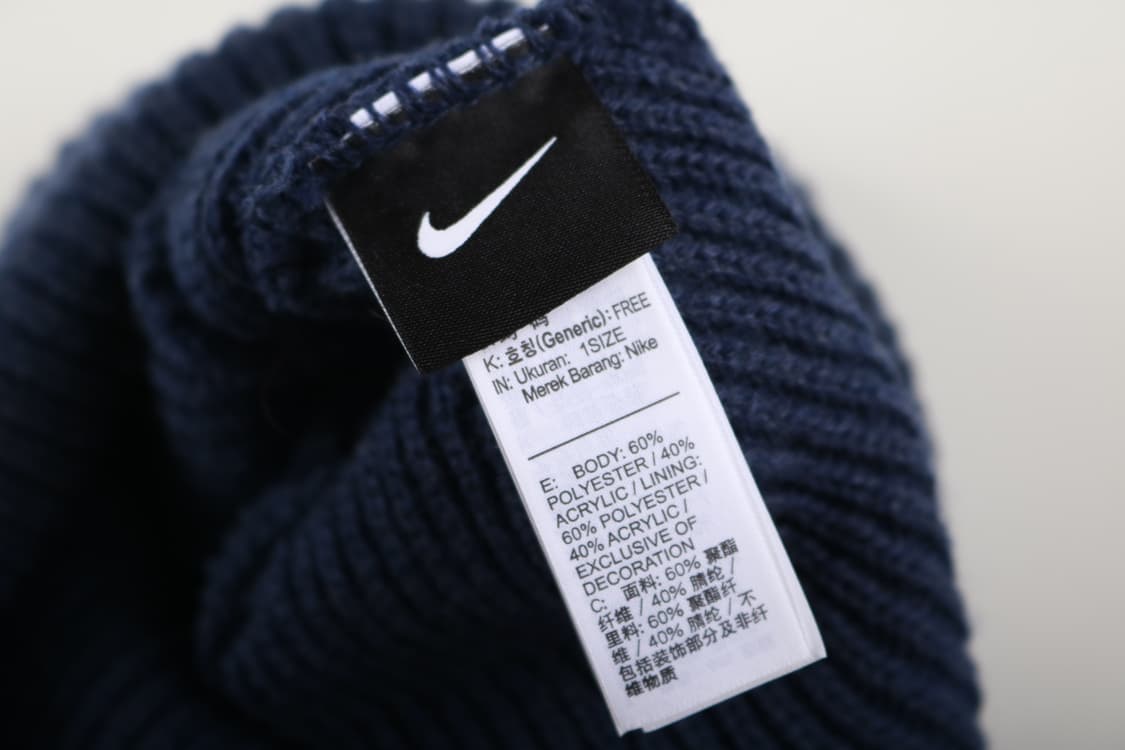 K: 호칭(Generic): FREE
IN: Ukuran: 1SIZE
Merek Barang: Nike
E: BODY: 60%
POLYESTER / 40%
ACRYLIC / LINING:
60% POLYESTER /
40% ACRYLIC /
EXCLUSIVE OF
DECORATION
C: 面料: 60% 聚酯
纤维 / 40% 腈纶 /
里料: 60% 聚酯纤
维 / 40% 腈纶 / 不
包括装饰部分及非纤
维物质